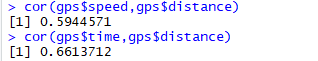 > cor(gps$speed,gps$distance)
[1] 0.5944571
> cor(gps$time,gps$distance)
[1] 0.6613712